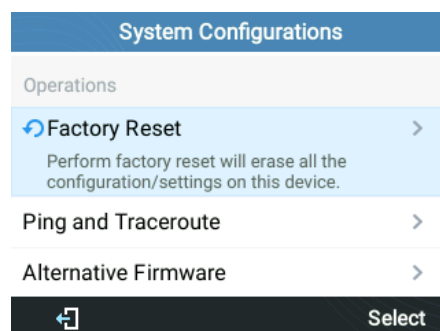 System Configurations
Operations
Factory Reset
Perform factory reset will erase all the
configuration/settings on this device.
Ping and Traceroute
Alternative Firmware
Select